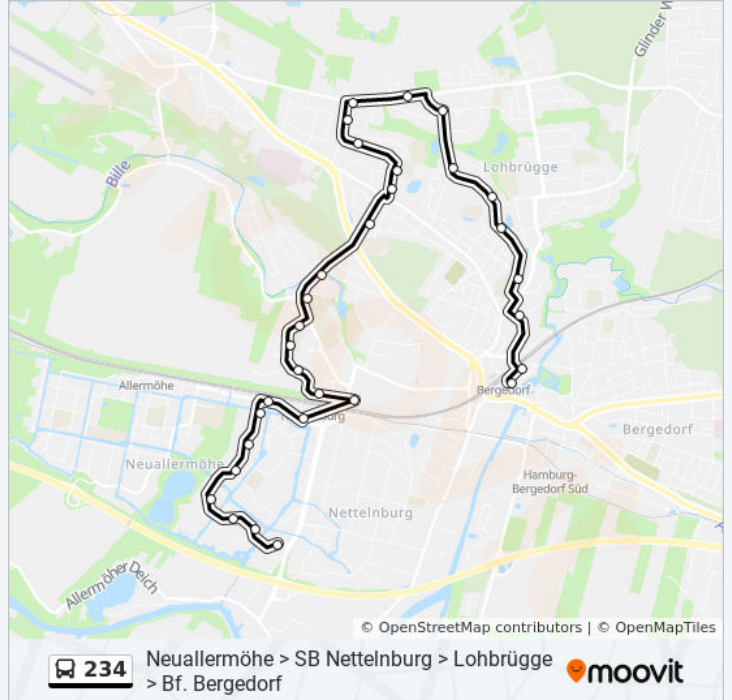 Glinder W
Bille
Lohbrügge
Allermöhe
Bergedorf
Bergedorf
Neuallermöhe
Hamburg-
Bergedorf Süd
Nettelnburg
Allermöher Deich
© OpenStreetMap contributors | © OpenMapTiles
234
Neuallermöhe > SB Nettelnburg > Lohbrügge
> Bf. Bergedorf
moovit